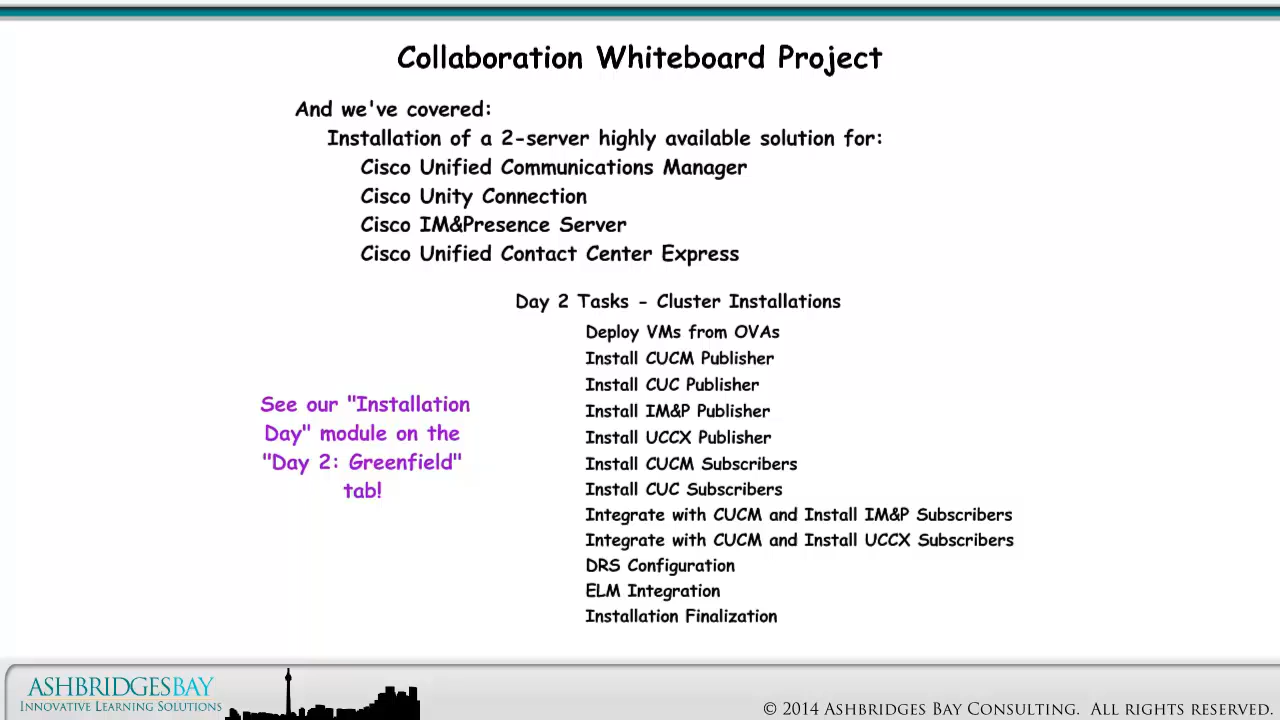 Collaboration Whiteboard Project
And we've covered:
Installation of a 2-server highly available solution for:
Cisco Unified Communications Manager
Cisco Unity Connection
Cisco IM&Presence Server
Cisco Unified Contact Center Express
Day 2 Tasks - Cluster Installations
Deploy VMs from OVAs
Install CUCM Publisher
Install CUC Publisher
Install IM&P Publisher
Install UCCX Publisher
Install CUCM Subscribers
Install CUC Subscribers
Integrate with CUCM and Install IM&P Subscribers
Integrate with CUCM and Install UCCX Subscribers
DRS Configuration
ELM Integration
Installation Finalization
See our "Installation
Day" module on the
"Day 2: Greenfield"
tab!
ASHBRIDGESBAY
INNOVATIVE LEARNING SOLUTIONS
© 2014 ASHBRIDGES BAY CONSULTING. ALL RIGHTS RESERVED.